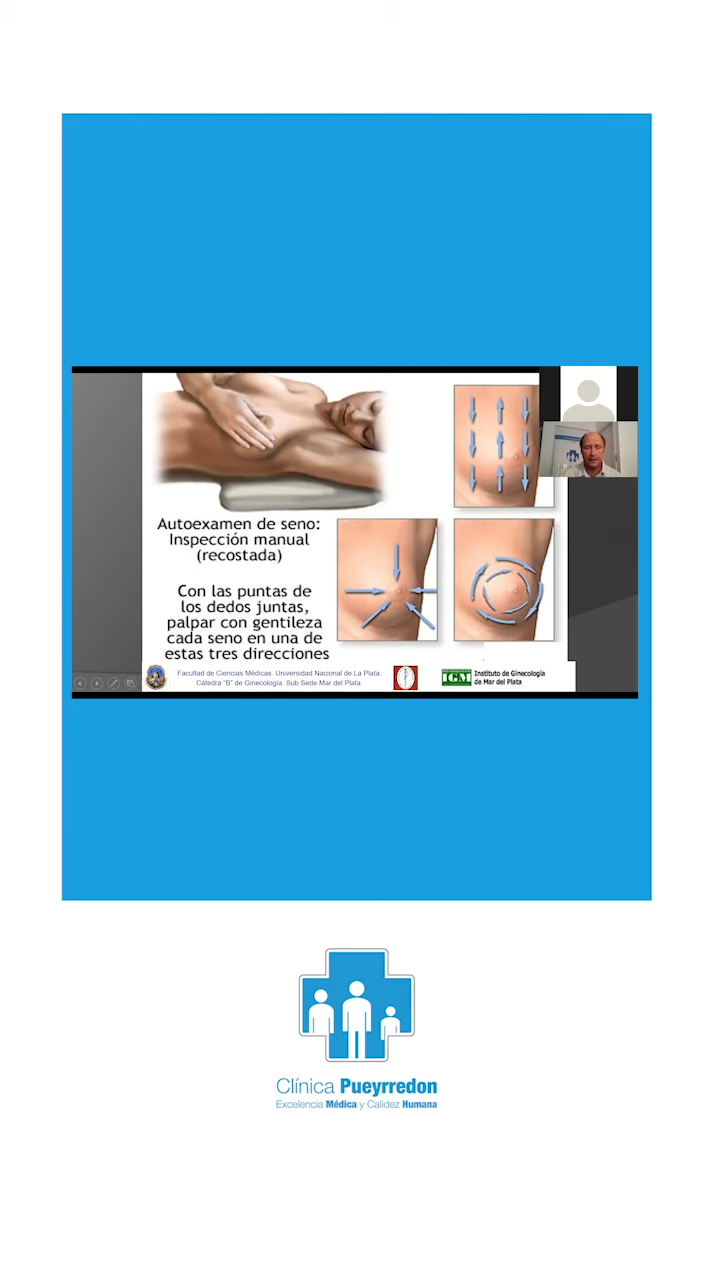 Autoexamen de seno:
Inspección manual
(recostada)
Con las puntas de
los dedos juntas,
palpar con gentileza
cada seno en una de
estas tres direcciones
Facultad de Ciencias Médicas. Universidad Nacional de La Plata.
Cátedra "B" de Ginecología. Sub Sede Mar del Plata.
IGM
Instituto de Ginecología
de Mar del Plata
Clínica Pueyrredon
Excelencia Médica y Calidez Humana